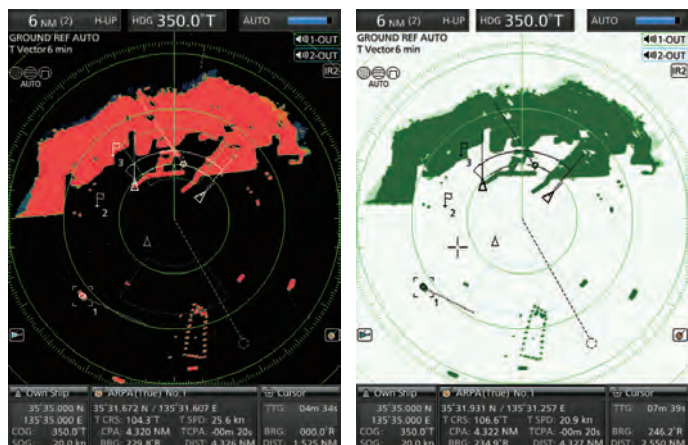 6 NM (2) H-UP HDG 350.0°T AUTO
GROUND REF AUTO
T Vector 6 min
1-OUT
2-OUT
IR2
AUTO
3
2
1
Own Ship
35°35.000 N
135°35.000 E
COG: 350.0°T
SOG: 20.0 kn
ARPA(True) No.1
35°31.672 N / 135°31.607 E
T CRS: 104.3°T T SPD: 25.6 kn
CPA: 4.320 NM TCPA: -00m 20s
BRG: 229.8°R DIST: 4.326 NM
Cursor
TTG 04m 34s
BRG: 000.0°R
DIST: 1.525 NM
6 NM (2) H-UP HDG 350.0°T AUTO
GROUND REF AUTO
T Vector 6 min
1-OUT
2-OUT
IR2
AUTO
3
2
1
Own Ship
35°35.000 N
135°35.000 E
COG: 350.0°T
SOG: 20.0 kn
ARPA(True) No.1
35°31.931 N / 135°31.257 E
T CRS: 106.6°T T SPD: 20.9 kn
CPA: 4.322 NM TCPA: -00m 20s
BRG: 234.9°R DIST: 4.327 NM
Cursor
TTG 07m 39s
BRG: 246.2°R
DIST: 2.550 NM